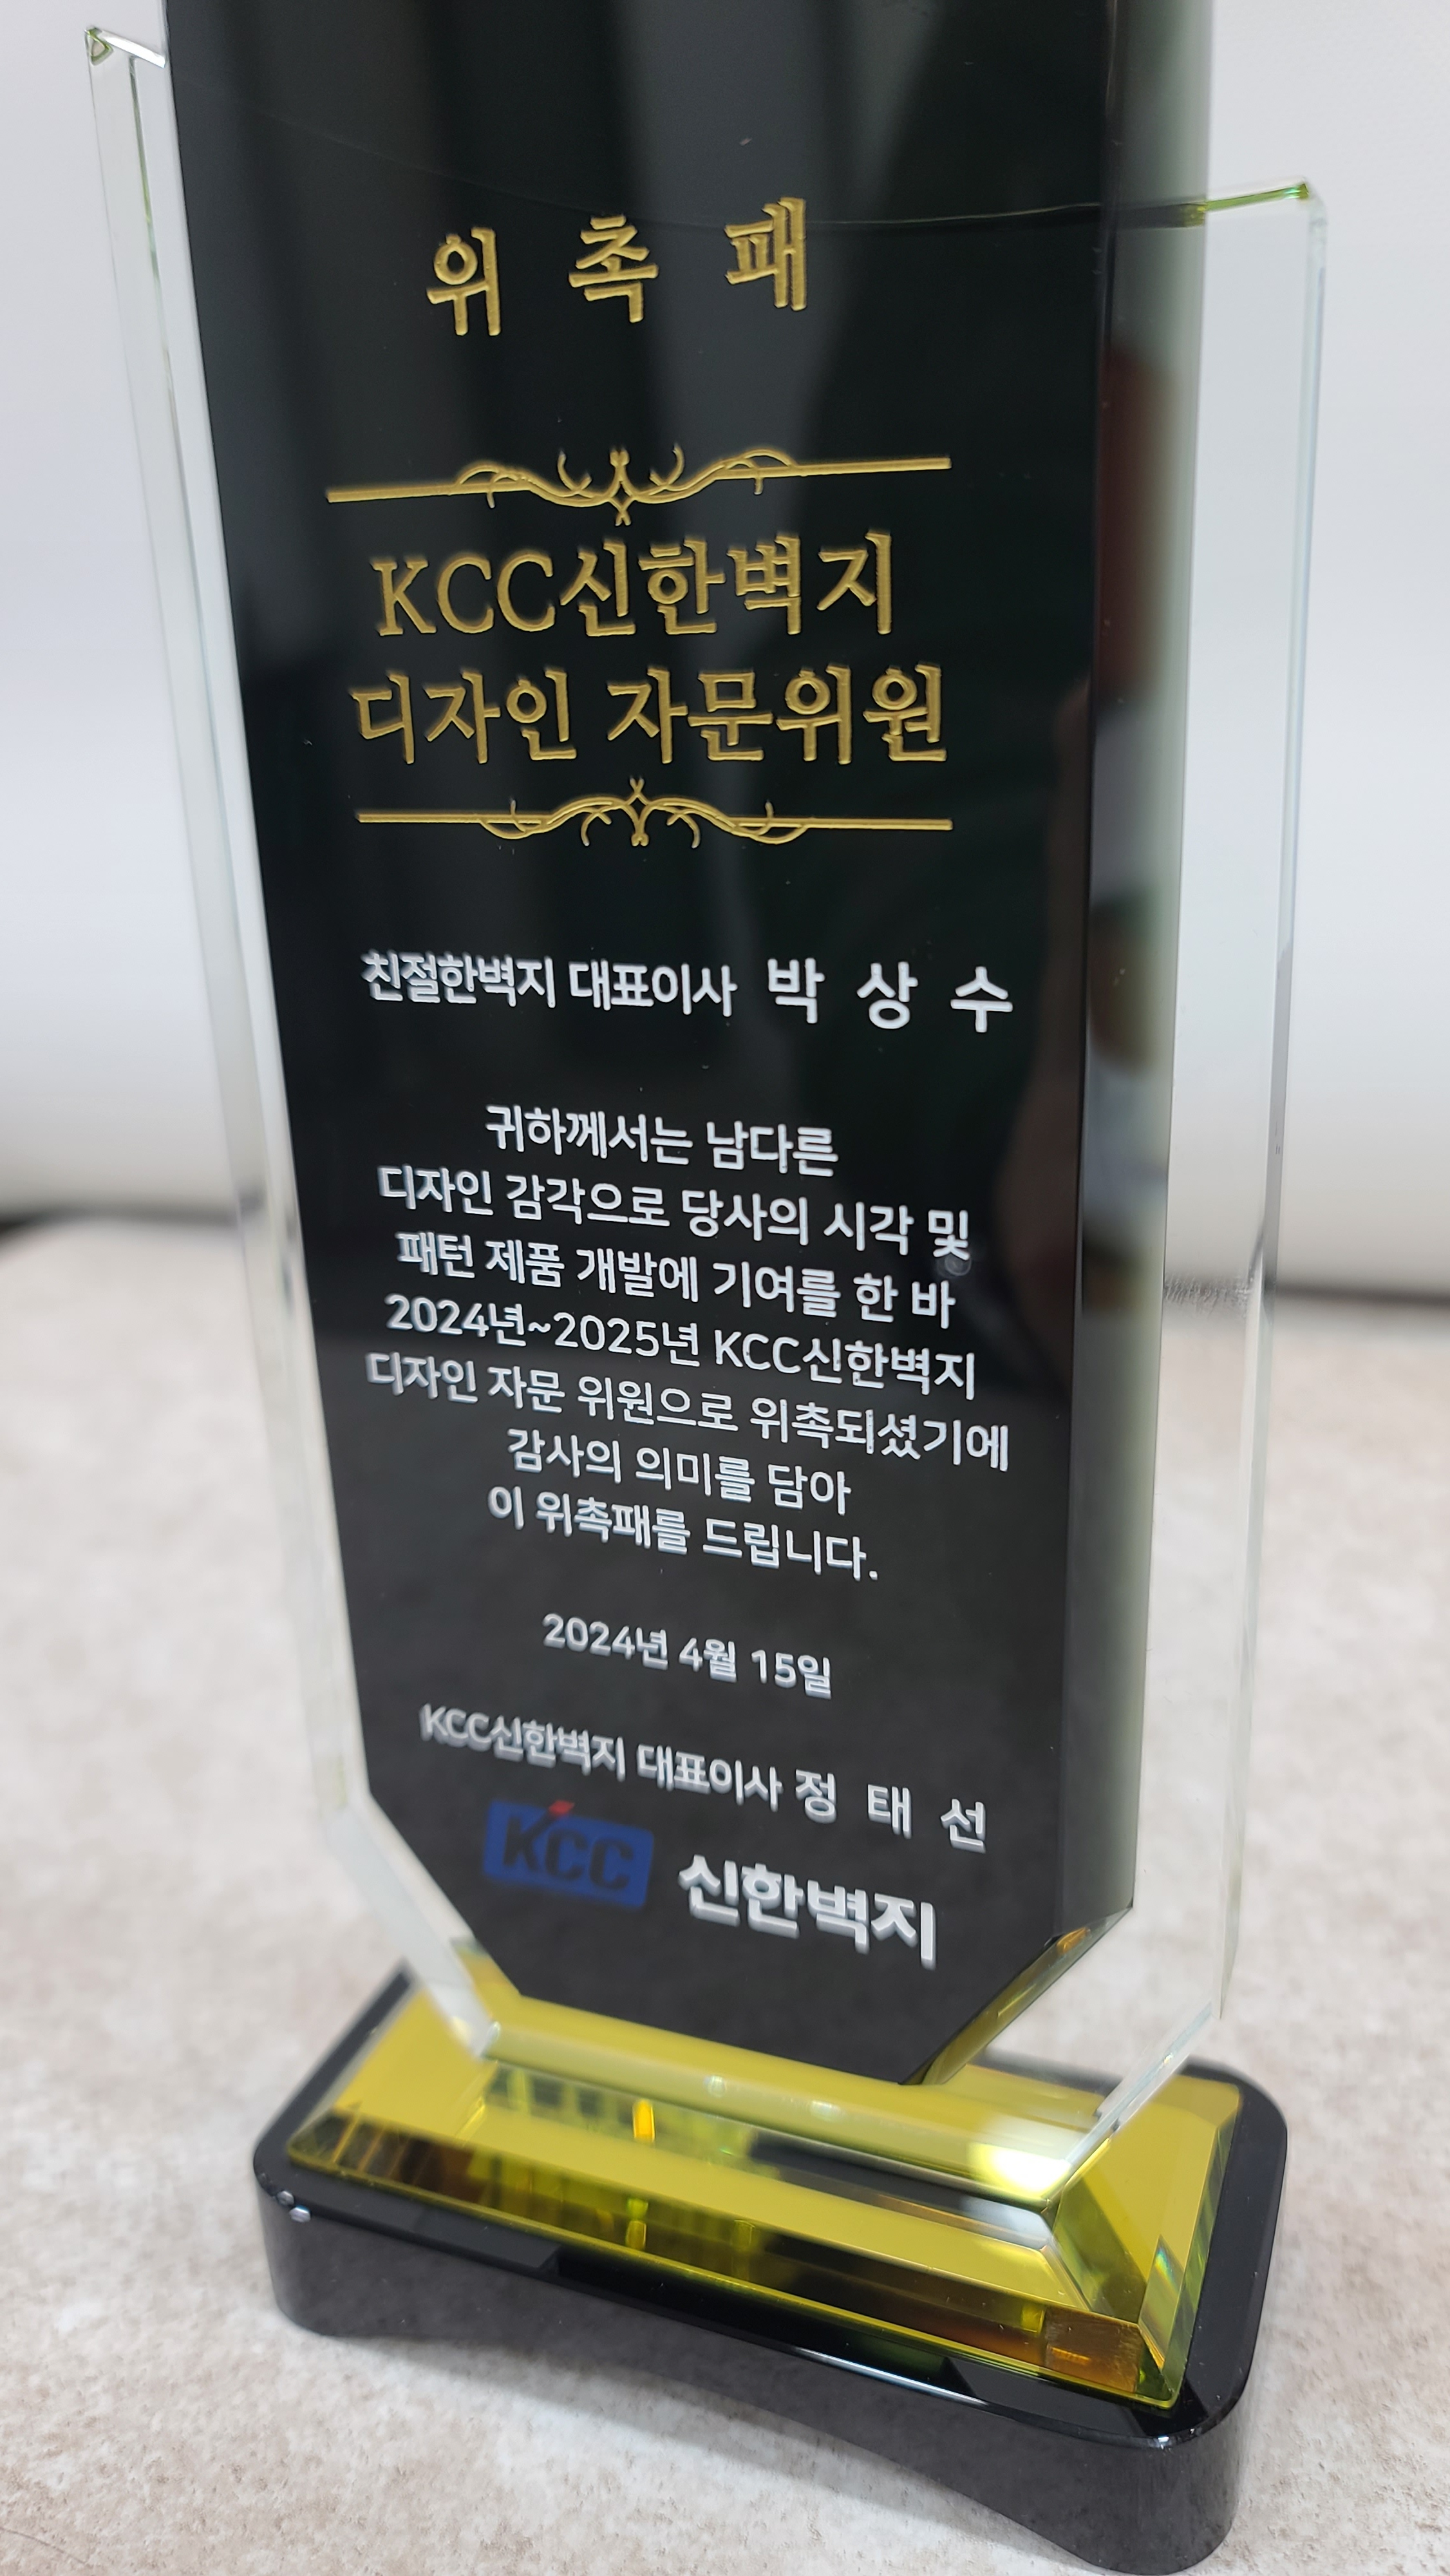 위 촉 패
KCC신한벽지
디자인 자문위원
친절한벽지 대표이사 박 상 수
귀하께서는 남다른
디자인 감각으로 당사의 시각 및
패턴 제품 개발에 기여를 한 바
2024년~2025년 KCC신한벽지
디자인 자문 위원으로 위촉되셨기에
감사의 의미를 담아
이 위촉패를 드립니다.
2024년 4월 15일
KCC신한벽지 대표이사 정 태 선
KCC 신한벽지